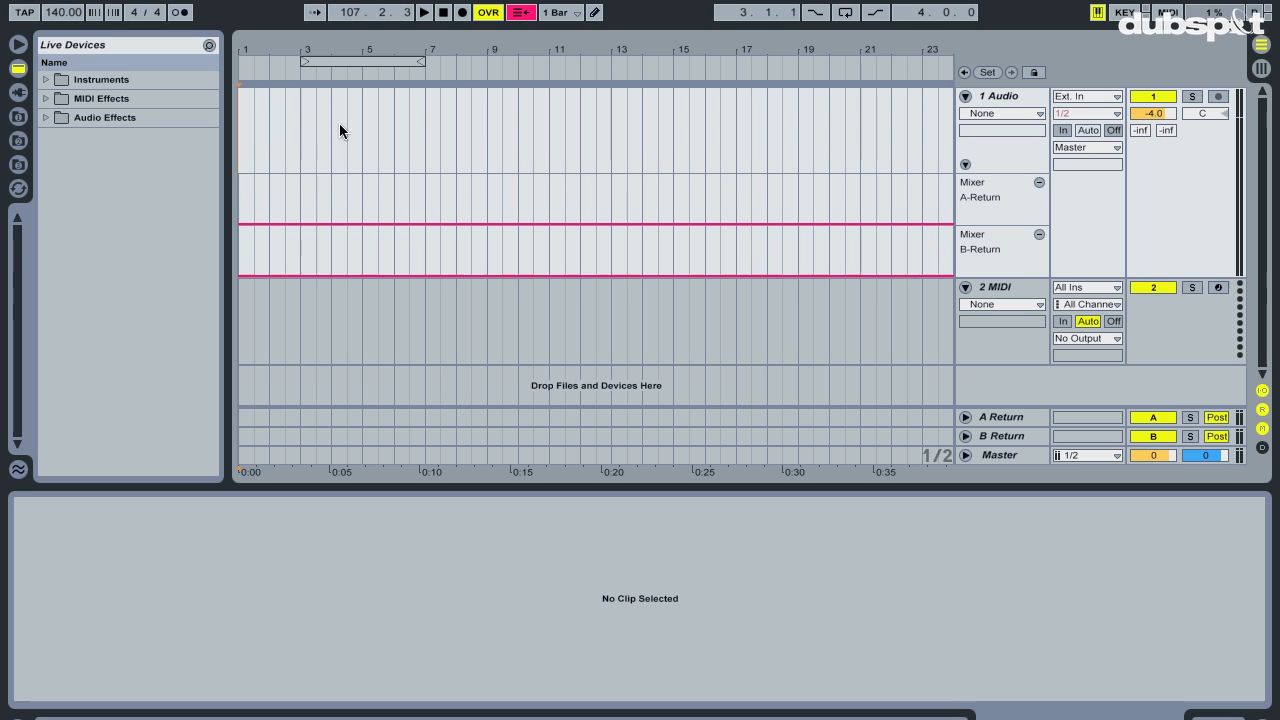 TAP 140.00 4 / 4 107 . 2 . 3 OVR 1 Bar 3 . 1 . 1 4 . 0 . 0 KEY MIDI 1 % D
dubspot
Live Devices
Name
Instruments
MIDI Effects
Audio Effects
1 3 5 7 9 11 13 15 17 19 21 23
Set
1 Audio Ext. In 1 S
None 1/2 -4.0 C
In Auto Off -inf -inf
Master
Mixer
A-Return
Mixer
B-Return
2 MIDI All Ins 2 S
None All Channe
In Auto Off
No Output
Drop Files and Devices Here
A Return A S Post
B Return B S Post
1/2 Master 1/2 0 0
0:00 0:05 0:10 0:15 0:20 0:25 0:30 0:35
I·O
R
M
D
No Clip Selected